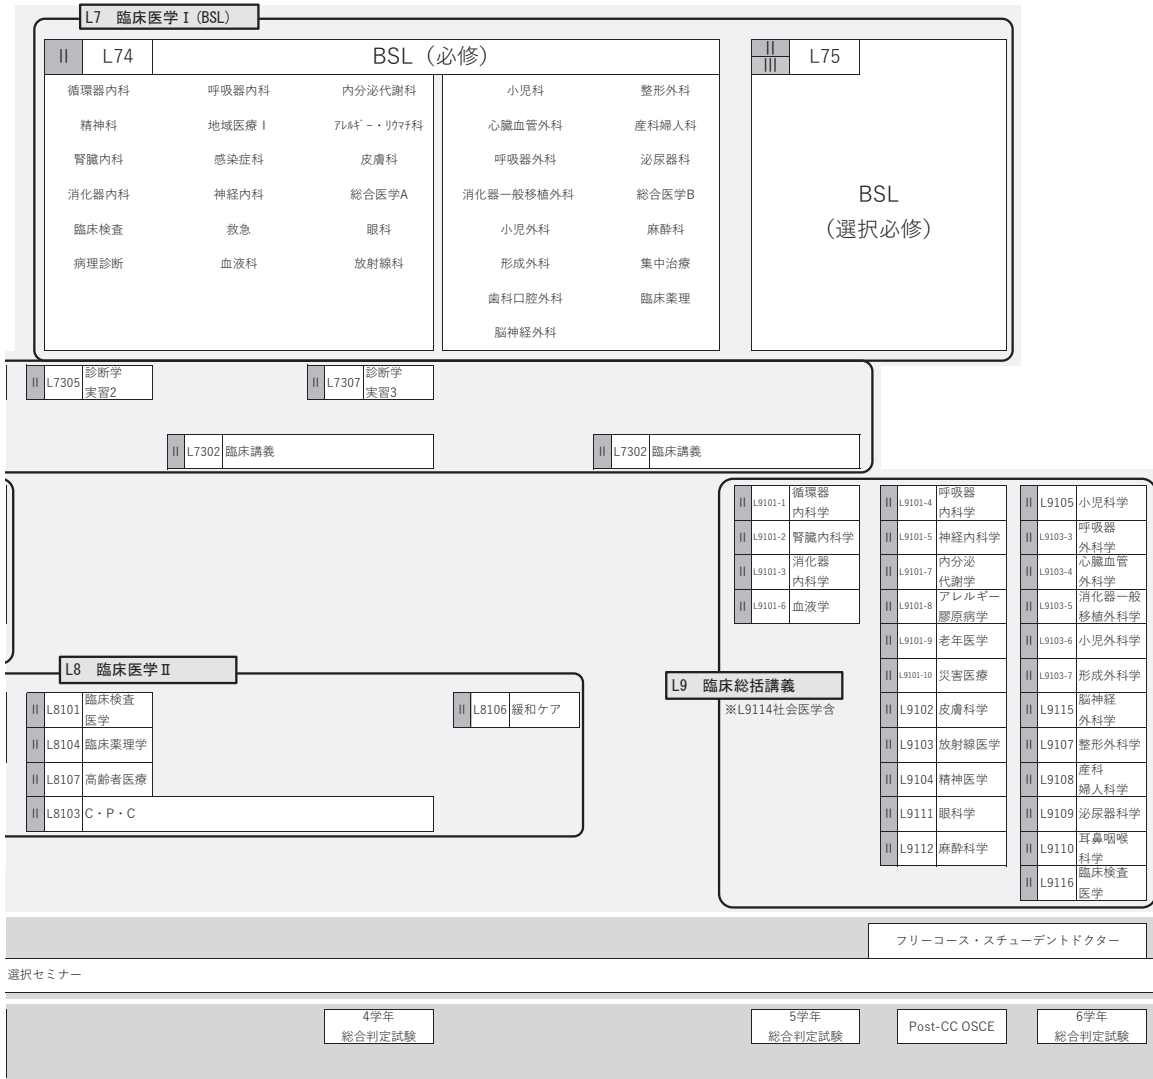 L7 臨床医学Ⅰ(BSL)
II L74 BSL（必修）
循環器内科 呼吸器内科 内分泌代謝科 小児科 整形外科
精神科 地域医療Ⅰ ｱﾚﾙｷﾞｰ・ﾘｳﾏﾁ科 心臓血管外科 産科婦人科
腎臓内科 感染症科 皮膚科 呼吸器外科 泌尿器科
消化器内科 神経内科 総合医学A 消化器一般移植外科 総合医学B
臨床検査 救急 眼科 小児外科 麻酔科
病理診断 血液科 放射線科 形成外科 集中治療
歯科口腔外科 臨床薬理
脳神経外科
II
III
L75
BSL
（選択必修）
II L7305 診断学
実習2
II L7307 診断学
実習3
II L7302 臨床講義
II L7302 臨床講義
L8 臨床医学Ⅱ
II L8101 臨床検査
医学
II L8104 臨床薬理学
II L8107 高齢者医療
II L8103 C・P・C
II L8106 緩和ケア
L9 臨床総括講義
※L9114社会医学含
II L9101-1 循環器
内科学
II L9101-2 腎臓内科学
II L9101-3 消化器
内科学
II L9101-6 血液学
II L9101-4 呼吸器
内科学
II L9101-5 神経内科学
II L9101-7 内分泌
代謝学
II L9101-8 アレルギー
膠原病学
II L9101-9 老年医学
II L9101-10 災害医療
II L9102 皮膚科学
II L9103 放射線医学
II L9104 精神医学
II L9111 眼科学
II L9112 麻酔科学
II L9105 小児科学
II L9103-3 呼吸器
外科学
II L9103-4 心臓血管
外科学
II L9103-5 消化器一般
移植外科学
II L9103-6 小児外科学
II L9103-7 形成外科学
II L9115 脳神経
外科学
II L9107 整形外科学
II L9108 産科
婦人科学
II L9109 泌尿器科学
II L9110 耳鼻咽喉
科学
II L9116 臨床検査
医学
フリーコース・スチューデントドクター
選択セミナー
4学年
総合判定試験
5学年
総合判定試験
Post-CC OSCE
6学年
総合判定試験